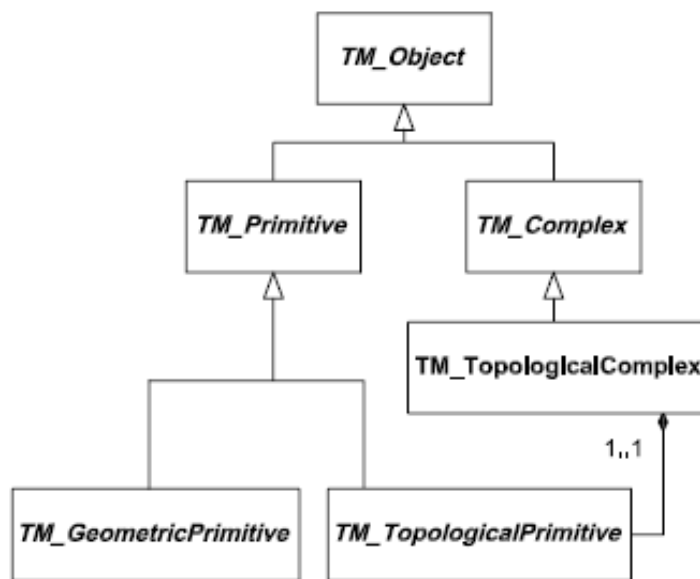 TM_Object
TM_Primitive
TM_Complex
TM_TopologicalComplex
1..1
TM_GeometricPrimitive
TM_TopologicalPrimitive